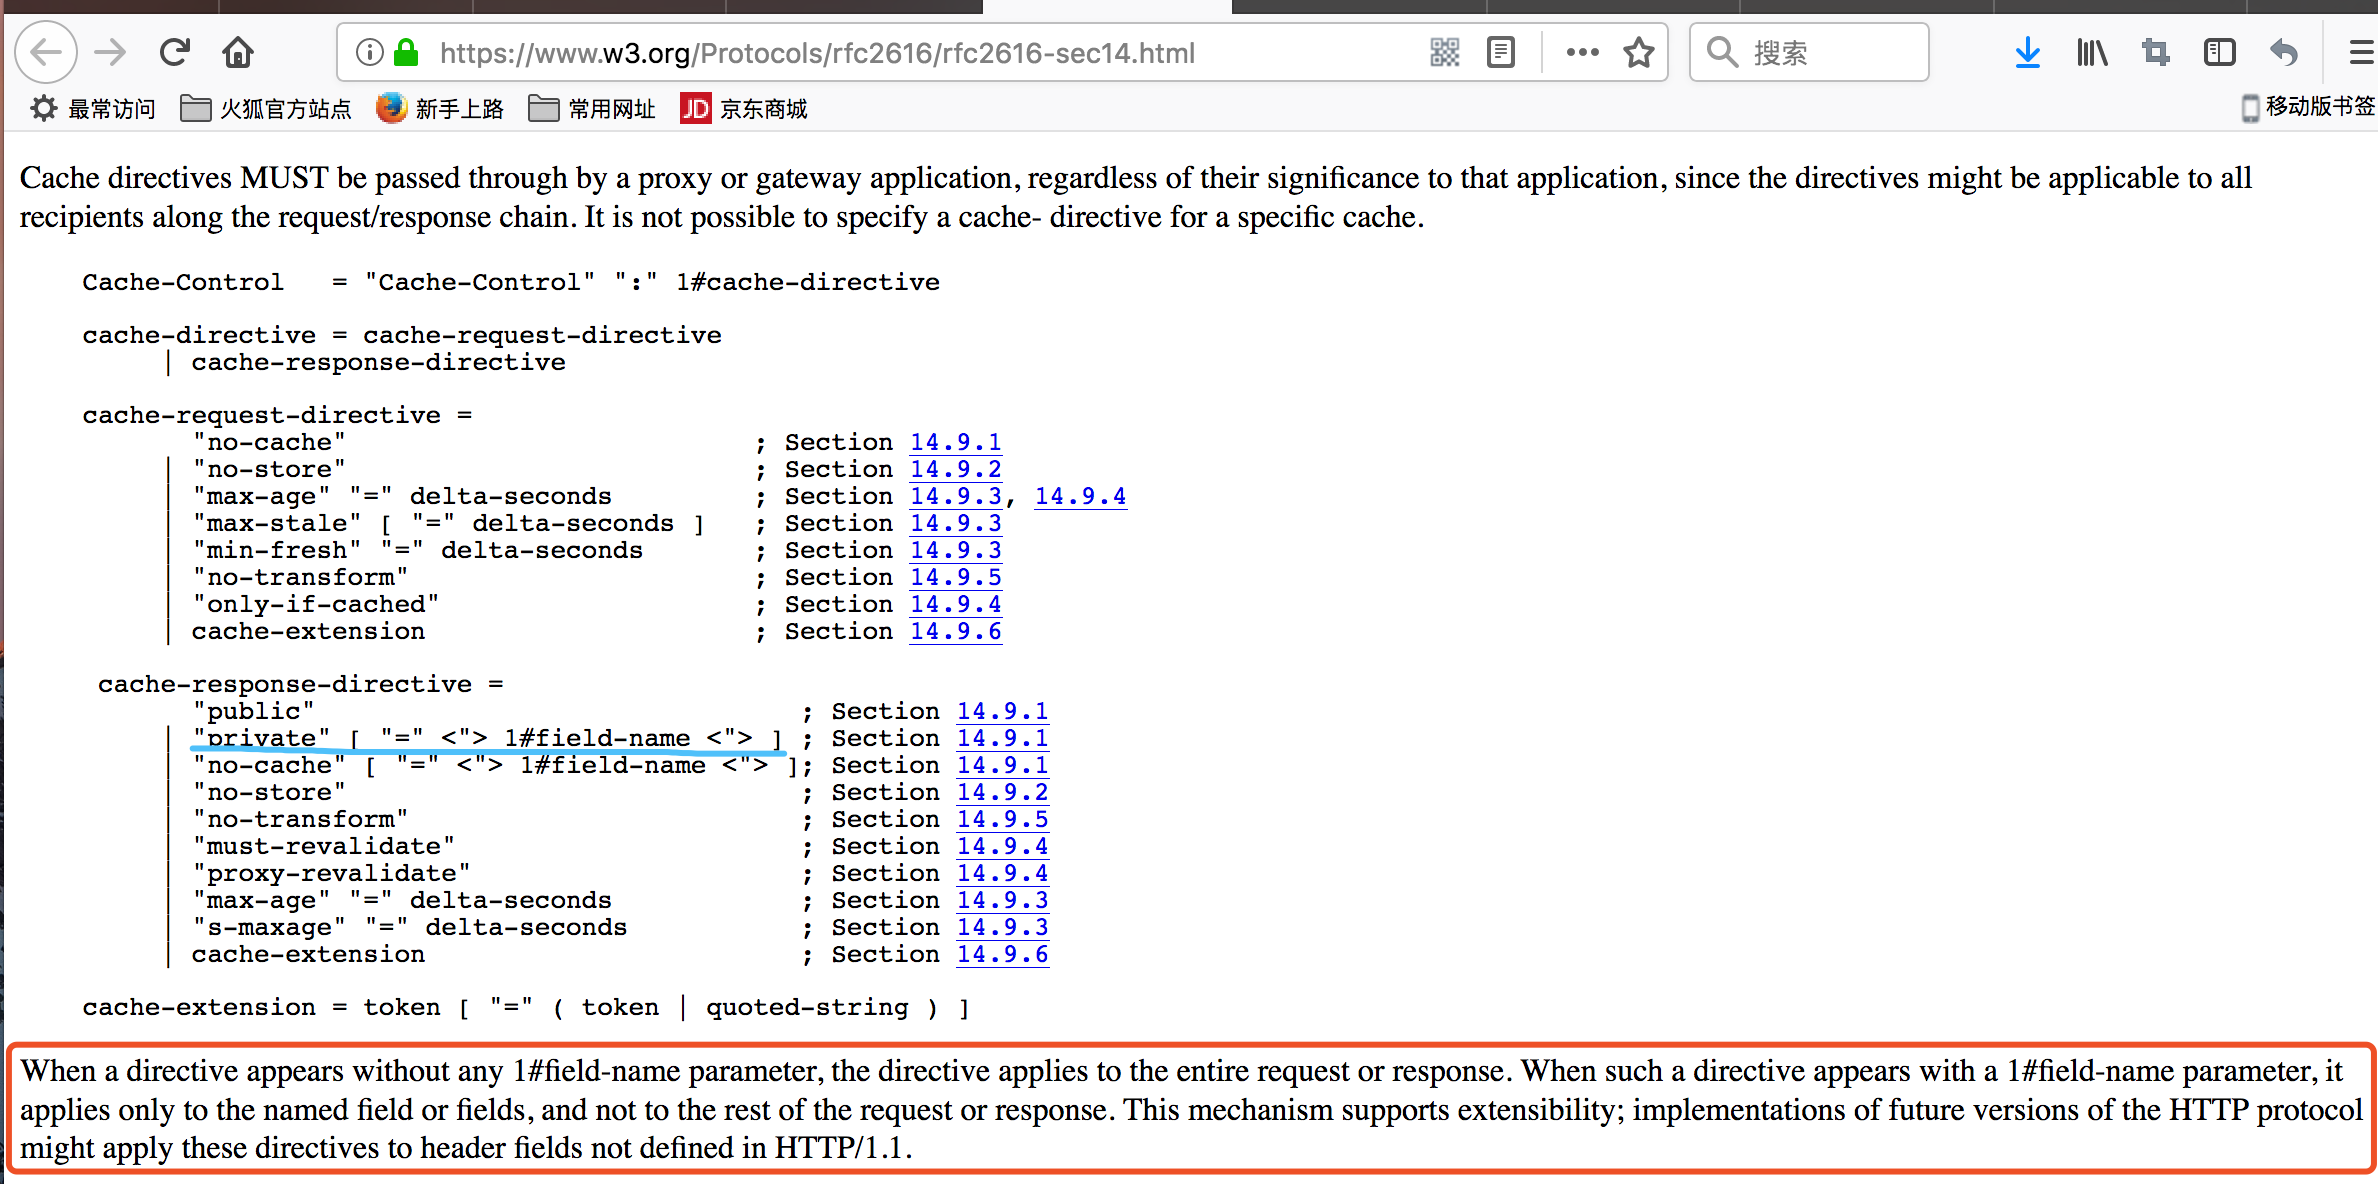 https://www.w3.org/Protocols/rfc2616/rfc2616-sec14.html
搜索
最常访问 火狐官方站点 新手上路 常用网址 JD 京东商城 移动版书签
Cache directives MUST be passed through by a proxy or gateway application, regardless of their significance to that application, since the directives might be applicable to all
recipients along the request/response chain. It is not possible to specify a cache- directive for a specific cache.
Cache-Control   = "Cache-Control" ":" 1#cache-directive
cache-directive = cache-request-directive
| cache-response-directive
cache-request-directive =
"no-cache" ; Section 14.9.1
| "no-store" ; Section 14.9.2
| "max-age" "=" delta-seconds ; Section 14.9.3, 14.9.4
| "max-stale" [ "=" delta-seconds ] ; Section 14.9.3
| "min-fresh" "=" delta-seconds ; Section 14.9.3
| "no-transform" ; Section 14.9.5
| "only-if-cached" ; Section 14.9.4
| cache-extension ; Section 14.9.6
cache-response-directive =
"public" ; Section 14.9.1
| "private" [ "=" <"> 1#field-name <"> ] ; Section 14.9.1
| "no-cache" [ "=" <"> 1#field-name <"> ]; Section 14.9.1
| "no-store" ; Section 14.9.2
| "no-transform" ; Section 14.9.5
| "must-revalidate" ; Section 14.9.4
| "proxy-revalidate" ; Section 14.9.4
| "max-age" "=" delta-seconds ; Section 14.9.3
| "s-maxage" "=" delta-seconds ; Section 14.9.3
| cache-extension ; Section 14.9.6
cache-extension = token [ "=" ( token | quoted-string ) ]
When a directive appears without any 1#field-name parameter, the directive applies to the entire request or response. When such a directive appears with a 1#field-name parameter, it
applies only to the named field or fields, and not to the rest of the request or response. This mechanism supports extensibility; implementations of future versions of the HTTP protocol
might apply these directives to header fields not defined in HTTP/1.1.